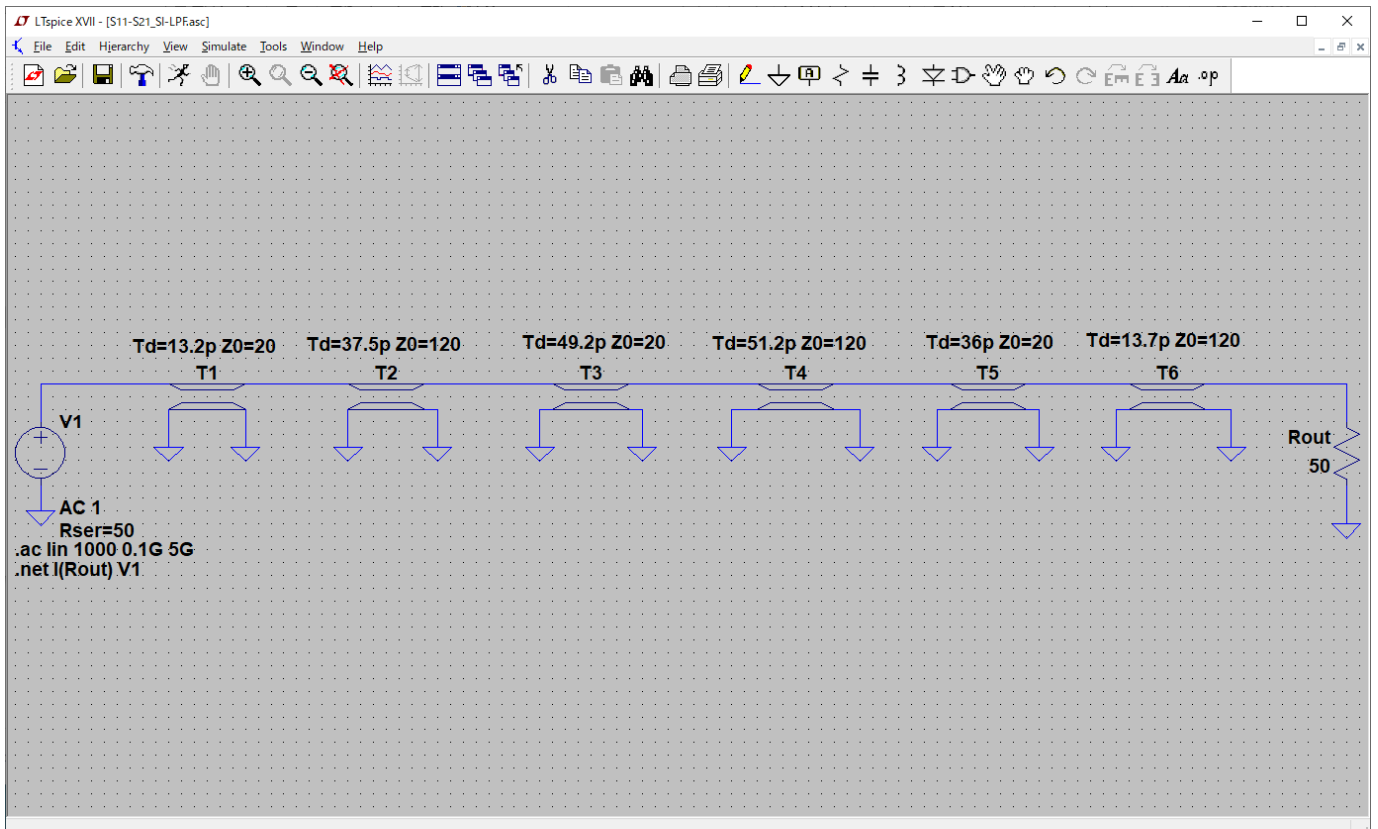 LTspice XVII - [S11-S21_SI-LPF.asc]
File Edit Hierarchy View Simulate Tools Window Help
Aa .op
Td=13.2p Z0=20 Td=37.5p Z0=120 Td=49.2p Z0=20 Td=51.2p Z0=120 Td=36p Z0=20 Td=13.7p Z0=120
T1 T2 T3 T4 T5 T6
V1
Rout
50
AC 1
Rser=50
.ac lin 1000 0.1G 5G
.net I(Rout) V1